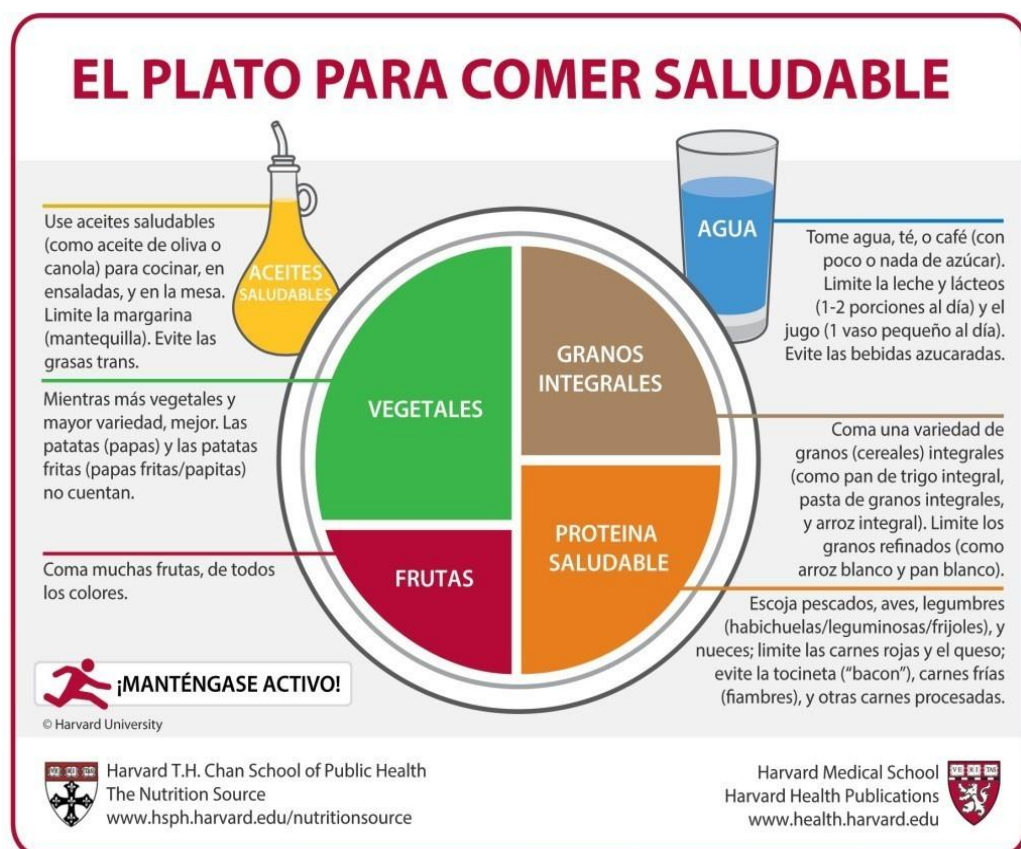 EL PLATO PARA COMER SALUDABLE
Use aceites saludables
(como aceite de oliva o
canola) para cocinar, en
ensaladas, y en la mesa.
Limite la margarina
(mantequilla). Evite las
grasas trans.
ACEITES
SALUDABLES
AGUA
Tome agua, té, o café (con
poco o nada de azúcar).
Limite la leche y lácteos
(1-2 porciones al día) y el
jugo (1 vaso pequeño al día).
Evite las bebidas azucaradas.
Mientras más vegetales y
mayor variedad, mejor. Las
patatas (papas) y las patatas
fritas (papas fritas/papitas)
no cuentan.
VEGETALES
GRANOS
INTEGRALES
Coma una variedad de
granos (cereales) integrales
(como pan de trigo integral,
pasta de granos integrales,
y arroz integral). Limite los
granos refinados (como
arroz blanco y pan blanco).
Coma muchas frutas, de todos
los colores.
FRUTAS
PROTEINA
SALUDABLE
Escoja pescados, aves, legumbres
(habichuelas/leguminosas/frijoles), y
nueces; limite las carnes rojas y el queso;
evite la tocineta (“bacon”), carnes frías
(fiambres), y otras carnes procesadas.
¡MANTÉNGASE ACTIVO!
© Harvard University
Harvard T.H. Chan School of Public Health
The Nutrition Source
www.hsph.harvard.edu/nutritionsource
Harvard Medical School
Harvard Health Publications
www.health.harvard.edu
VE RI TAS